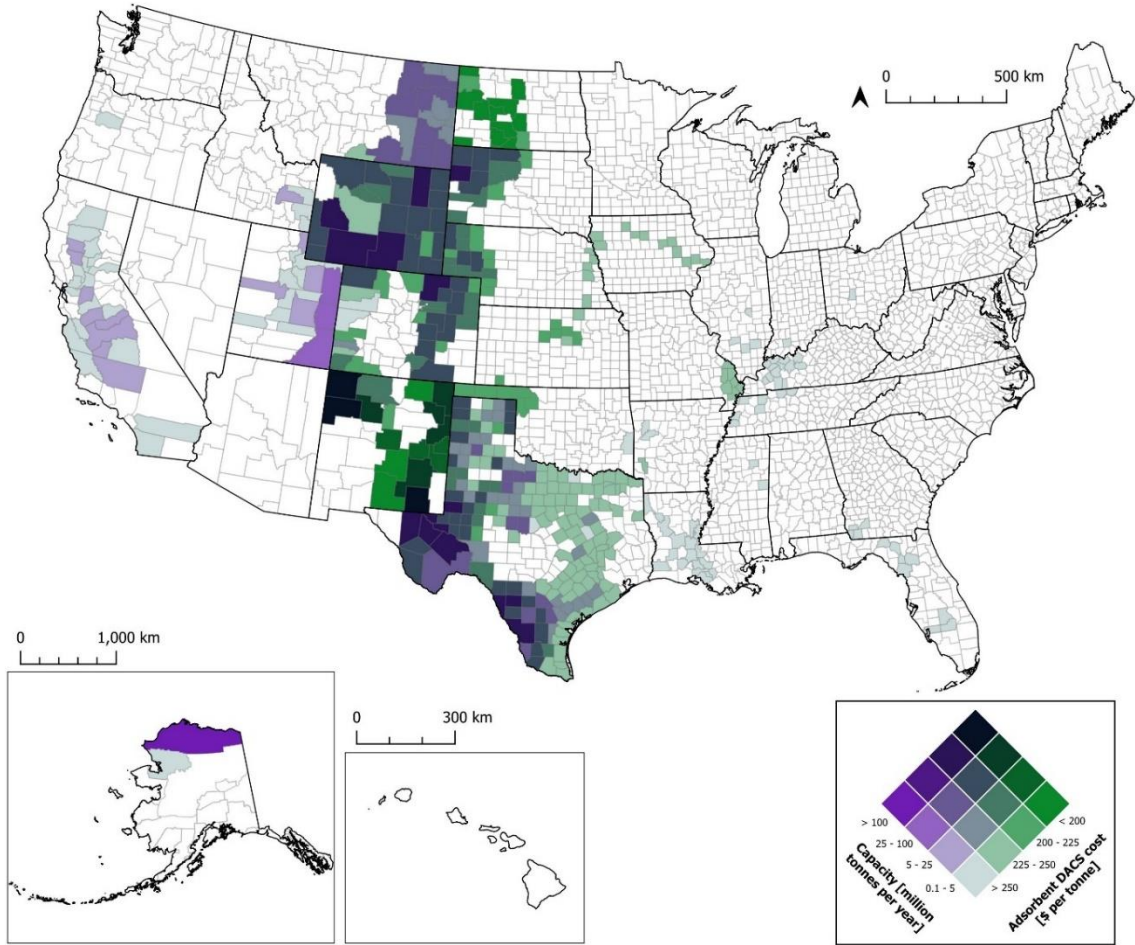 0 500 km
0 1,000 km
0 300 km
> 100
25 - 100
5 - 25
0.1 - 5
Capacity [million
tonnes per year]
< 200
200 - 225
225 - 250
> 250
Adsorbent DACS cost
[$ per tonne]